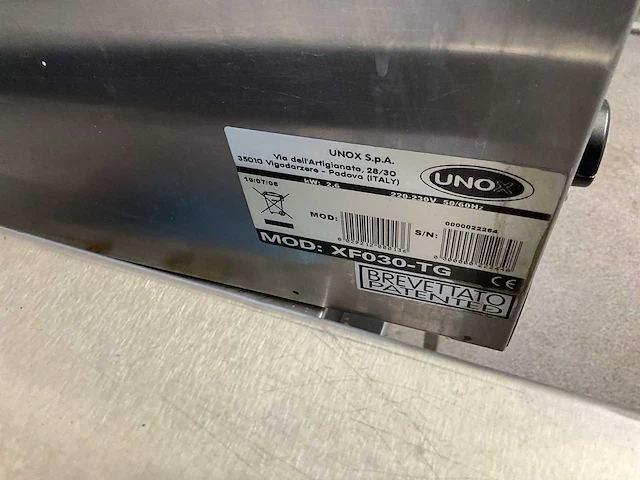 UNOX S.p.A.
Via dell'Artigianato, 28/30
35010 Vigodarzere - Padova (ITALY)
UNOX
19/07/06
kW: 2.6
220-230V 50/60Hz
MOD:
S/N:
0000022264
MOD: XF030-TG
CE
BREVETTATO
PATENTED